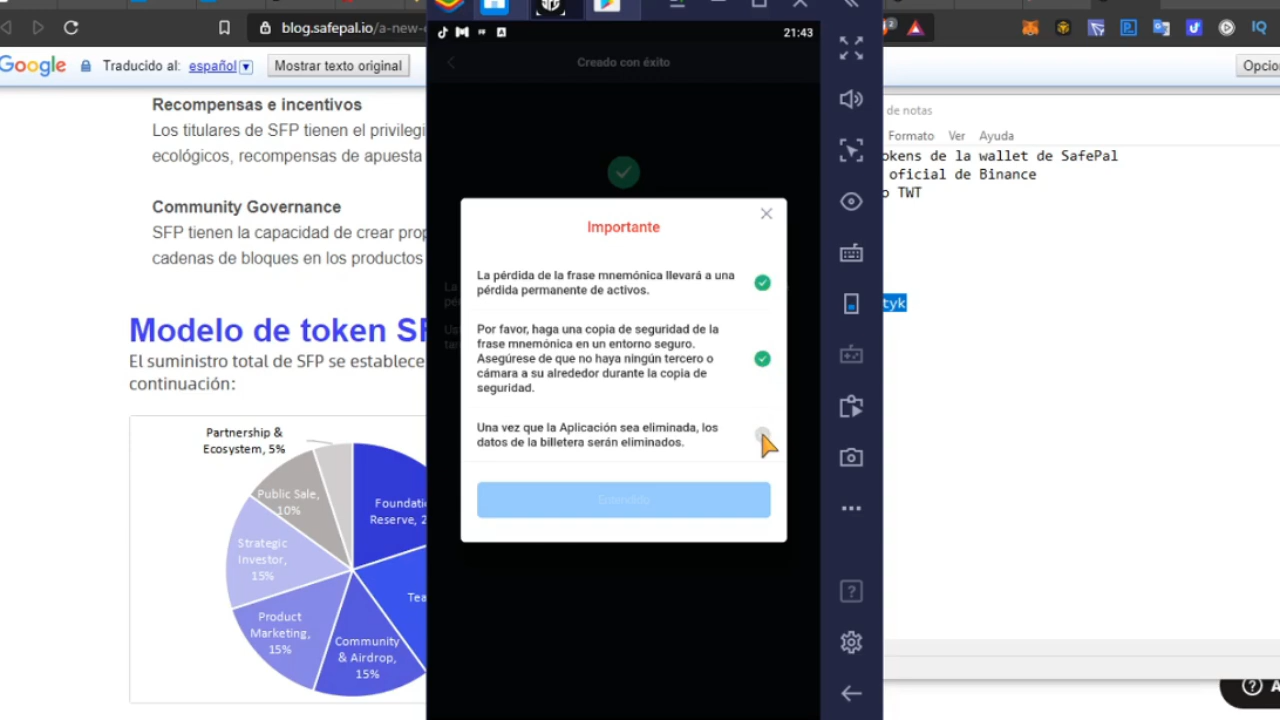 blog.safepal.io/a-new-
2
IQ
Google
Traducido al:
español
Mostrar texto original
Recompensas e incentivos
Los titulares de SFP tienen el
ecológicos, recompensas de apuesta
Community Governance
SFP tienen la capacidad de crear
cadenas de bloques en los productos
Modelo de token
El suministro total de SFP se establece
continuación:
Partnership &
Ecosystem, 5%
Public Sale,
10%
Strategic
Investor,
15%
Product
Marketing,
15%
Community
& Airdrop,
15%
Reserve,
21:43
Creado con éxito
Importante
La pérdida de la frase mnemónica llevará a una
pérdida permanente de activos.
Por favor, haga una copia de seguridad de la
frase mnemónica en un entorno seguro.
Asegúrese de que no haya ningún tercero o
cámara a su alrededor durante la copia de
seguridad.
Una vez que la Aplicación sea eliminada, los
datos de la billetera serán eliminados.
Entendido
de notas
Formato Ver Ayuda
okens de la wallet de SafePal
oficial de Binance
o TWT
tyk